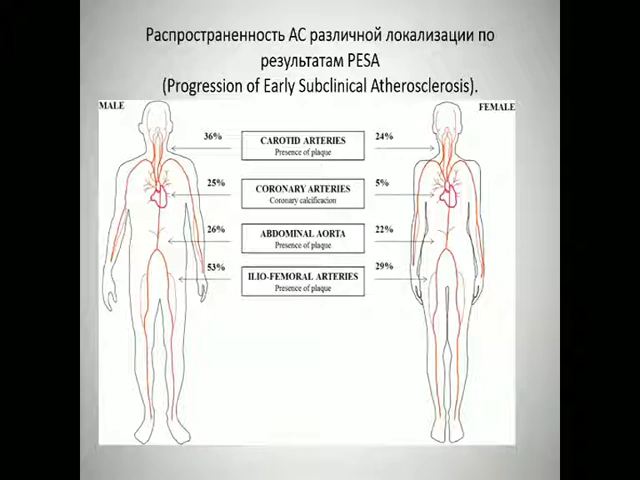 Распространенность АС различной локализации по
результатам PESA
(Progression of Early Subclinical Atherosclerosis).
MALE
FEMALE
36%
CAROTID ARTERIES
Presence of plaque
24%
25%
CORONARY ARTERIES
Coronary calcificacion
5%
26%
ABDOMINAL AORTA
Presence of plaque
22%
53%
ILIO-FEMORAL ARTERIES
Presence of plaque
29%